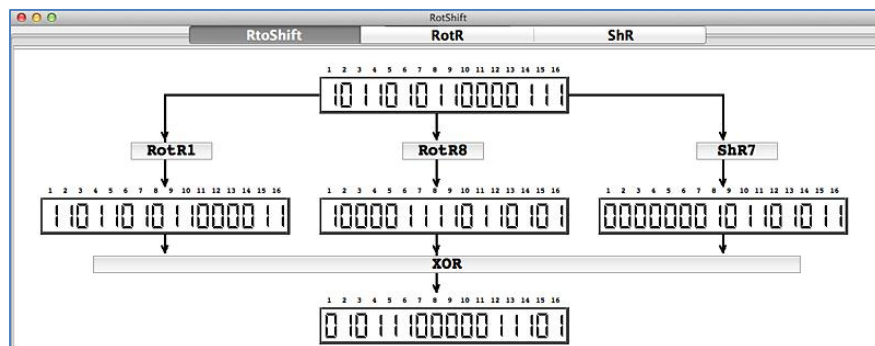 RotShift
RtoShift RotR ShR
1 2 3 4 5 6 7 8 9 10 11 12 13 14 15 16
1011010110000111
RotR1 RotR8 ShR7
1 2 3 4 5 6 7 8 9 10 11 12 13 14 15 16 1 2 3 4 5 6 7 8 9 10 11 12 13 14 15 16 1 2 3 4 5 6 7 8 9 10 11 12 13 14 15 16
1101101011000011 1000011110110101 0000000101101011
XOR
1 2 3 4 5 6 7 8 9 10 11 12 13 14 15 16
0101110000011101